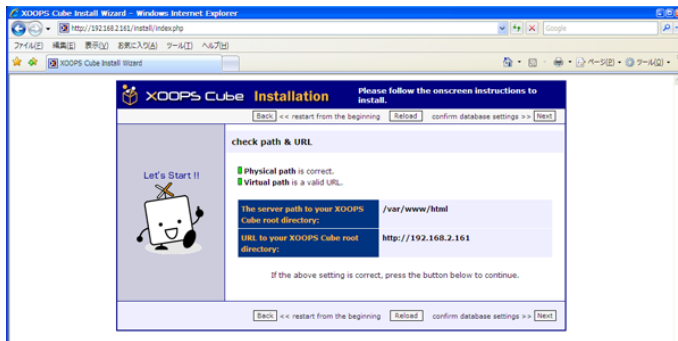 XOOPS Cube Install Wizard - Windows Internet Explorer
http://192.168.2.161/install/index.php
Google
ファイル(F) 編集(E) 表示(V) お気に入り(A) ツール(T) ヘルプ(H)
XOOPS Cube Install Wizard
ページ(P) ツール(O)
XOOPS Cube Installation
Please follow the onscreen instructions to
install.
Back << restart from the beginning Reload confirm database settings >> Next
check path & URL
Let's Start !!
Physical path is correct.
Virtual path is a valid URL.
The server path to your XOOPS
Cube root directory:
/var/www/html
URL to your XOOPS Cube root
directory:
http://192.168.2.161
If the above setting is correct, press the button below to continue.
Back << restart from the beginning Reload confirm database settings >> Next